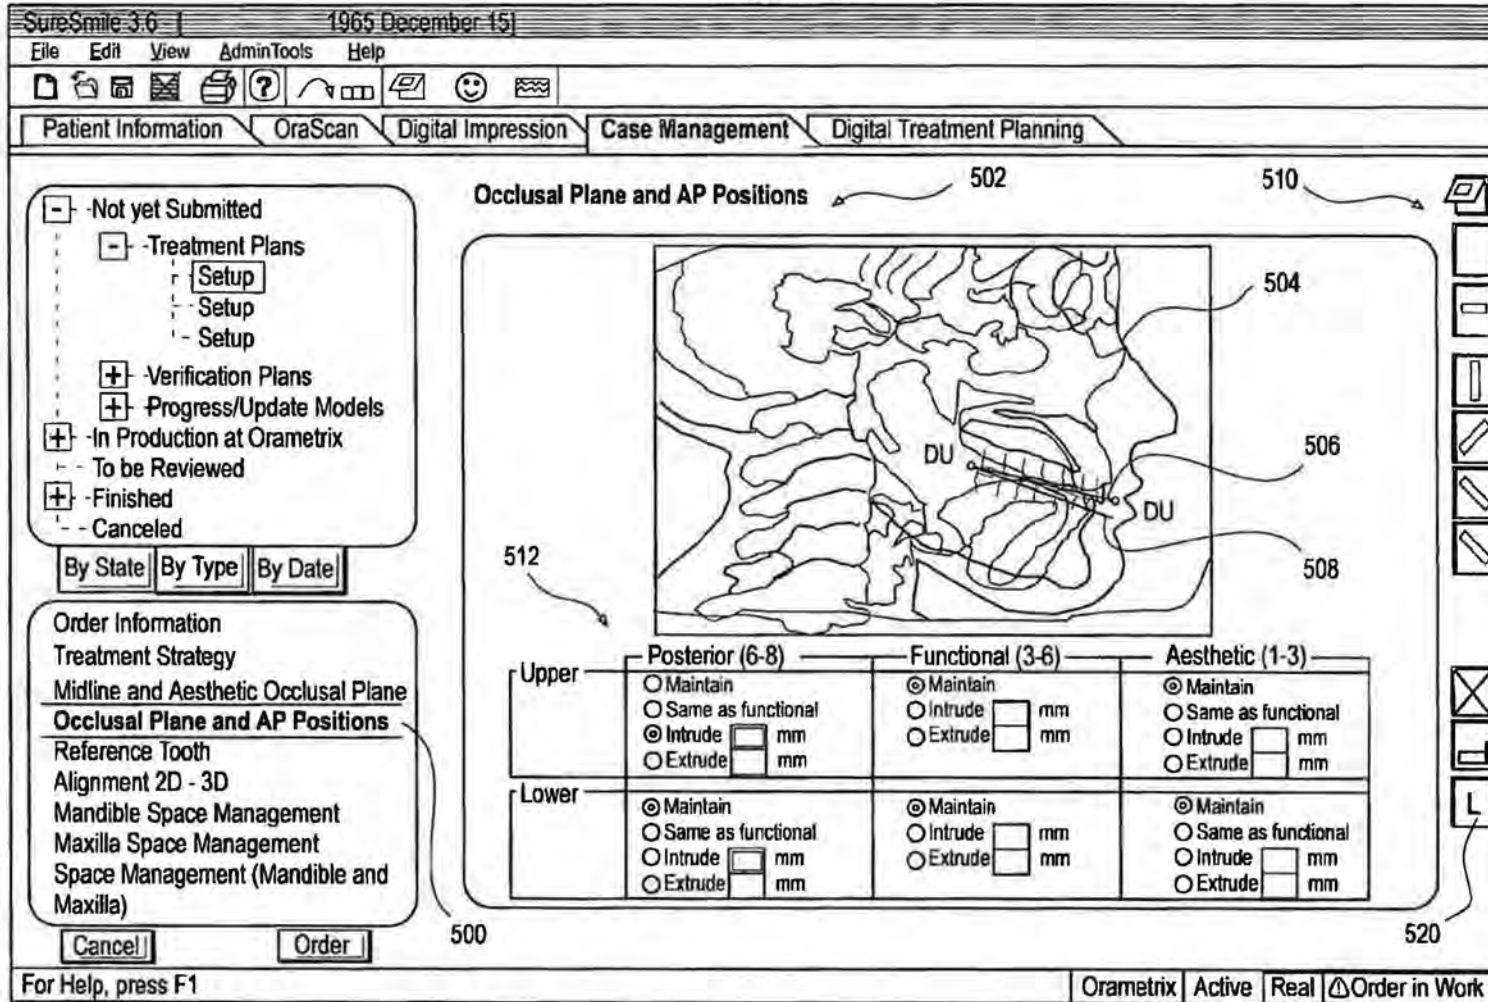 SureSmile 3.6 - [ 1965 December 15]
File Edit View AdminTools Help
?
Patient Information OraScan Digital Impression Case Management Digital Treatment Planning
- Not yet Submitted
- Treatment Plans
Setup
Setup
Setup
+ Verification Plans
+ Progress/Update Models
+ In Production at Orametrix
To be Reviewed
+ Finished
Canceled
By State By Type By Date
Order Information
Treatment Strategy
Midline and Aesthetic Occlusal Plane
Occlusal Plane and AP Positions
Reference Tooth
Alignment 2D - 3D
Mandible Space Management
Maxilla Space Management
Space Management (Mandible and
Maxilla)
Cancel Order
500
Occlusal Plane and AP Positions
502
510
504
506
DU
DU
508
512
Posterior (6-8) Functional (3-6) Aesthetic (1-3)
Upper
Maintain Maintain Maintain
Same as functional Intrude mm Same as functional
Intrude mm Extrude mm Intrude mm
Extrude mm Extrude mm
Lower
Maintain Maintain Maintain
Same as functional Intrude mm Same as functional
Intrude mm Extrude mm Intrude mm
Extrude mm Extrude mm
L
520
For Help, press F1 Orametrix Active Real Order in Work